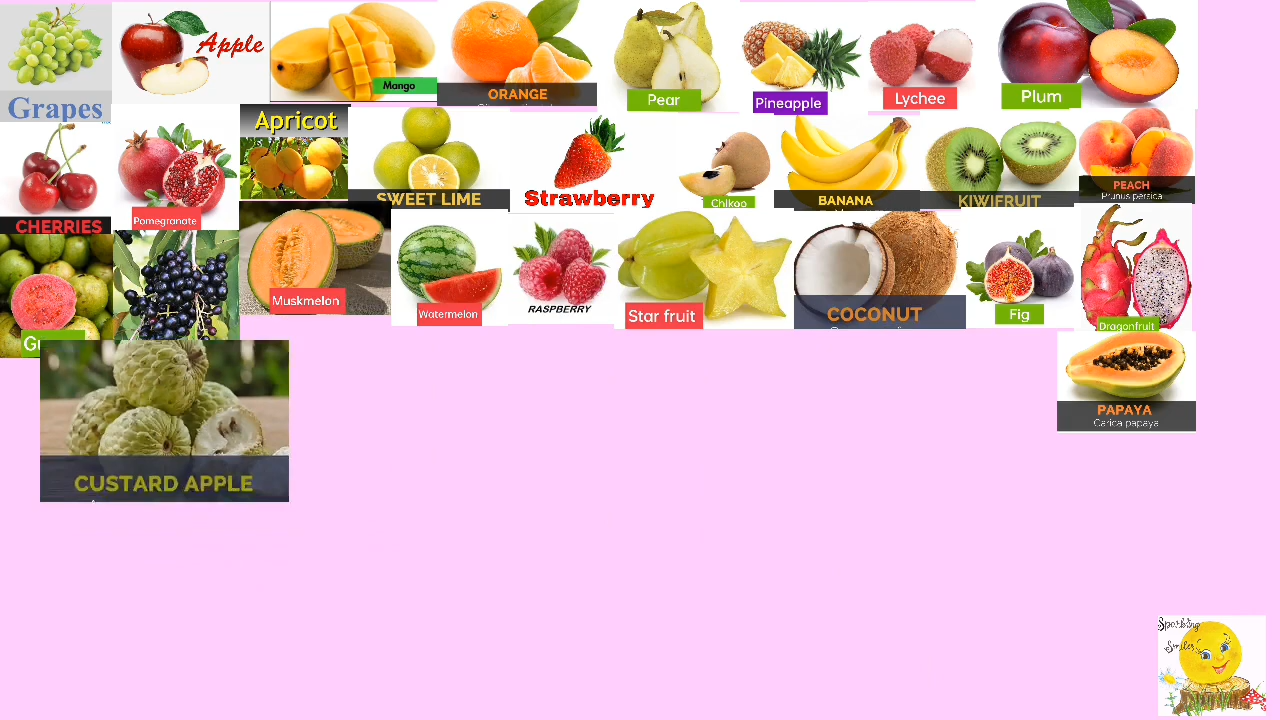 Grapes
Apple
Mango
ORANGE
Pear
Pineapple
Lychee
Plum
CHERRIES
Pomegranate
Apricot
SWEET LIME
Strawberry
Chikoo
BANANA
KIWIFRUIT
PEACH
Prunus persica
Muskmelon
Watermelon
RASPBERRY
Star fruit
COCONUT
Fig
Dragonfruit
G
CUSTARD APPLE
PAPAYA
Carica papaya
Sparkling
Smiles